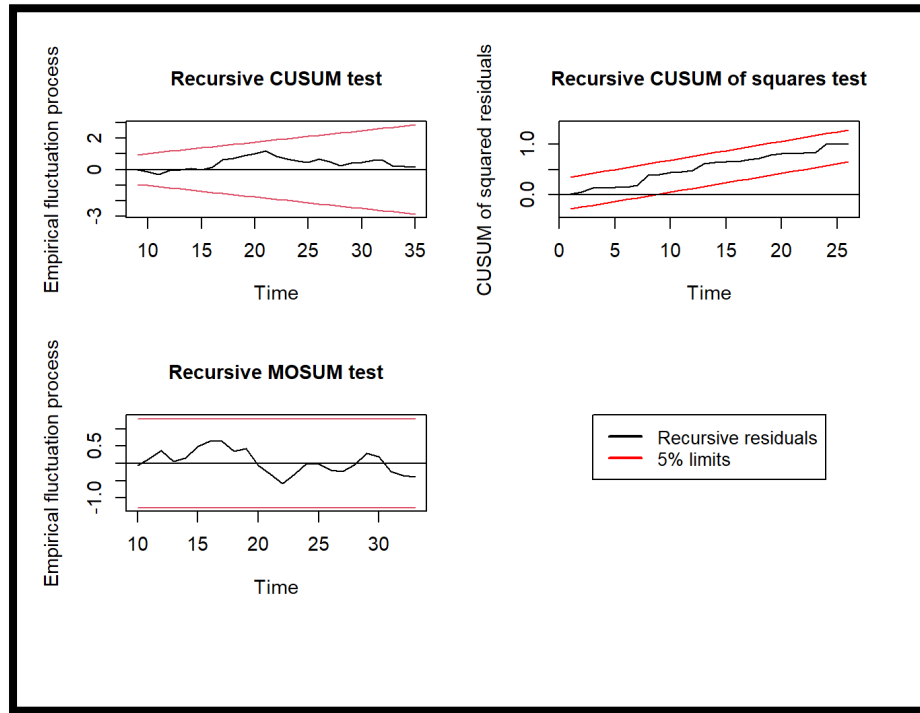 Recursive CUSUM test
Empirical fluctuation process
2
0
-3
10 15 20 25 30 35
Time
Recursive CUSUM of squares test
CUSUM of squared residuals
1.0
0.0
0 5 10 15 20 25
Time
Recursive MOSUM test
Empirical fluctuation process
0.5
-1.0
10 15 20 25 30
Time
Recursive residuals
5% limits